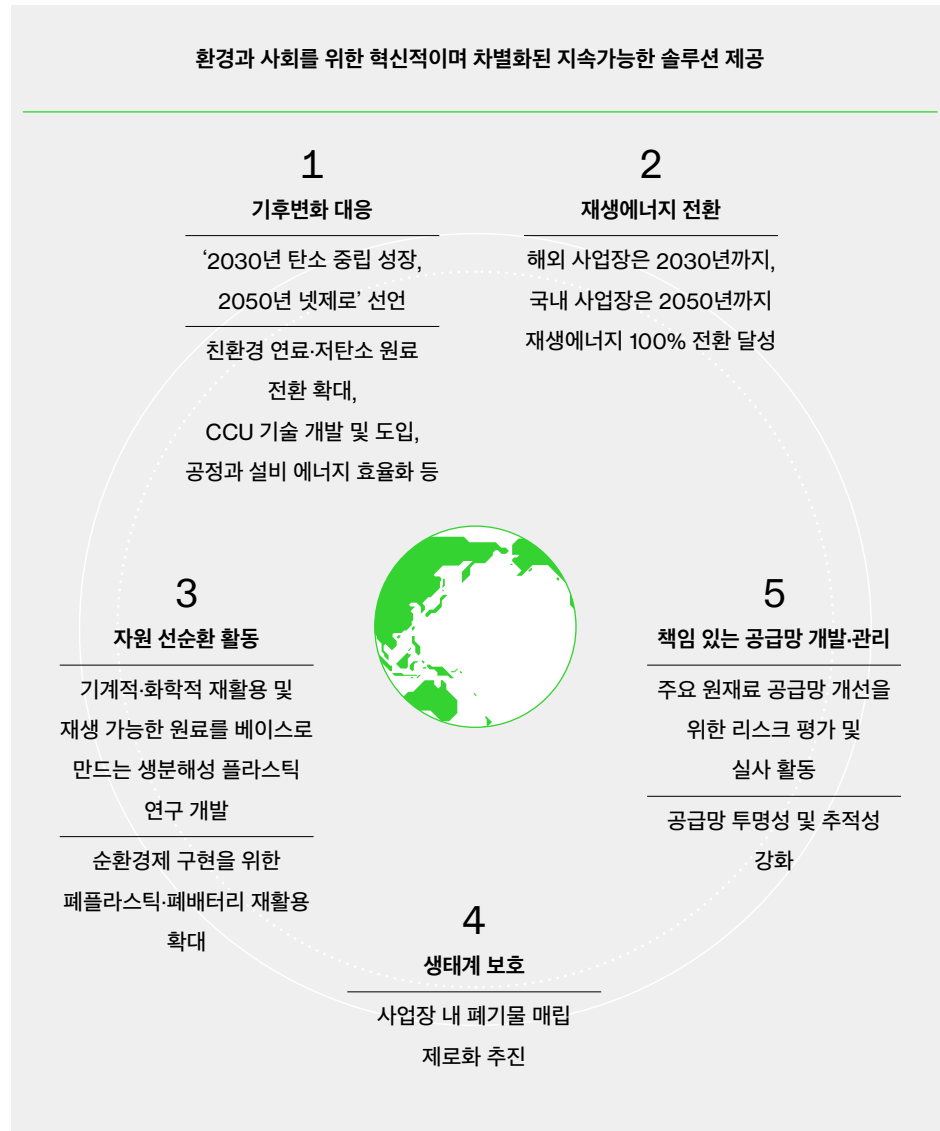 환경과 사회를 위한 혁신적이며 차별화된 지속가능한 솔루션 제공
1
기후변화 대응
‘2030년 탄소 중립 성장,
2050년 넷제로’ 선언
친환경 연료·저탄소 원료
전환 확대,
CCU 기술 개발 및 도입,
공정과 설비 에너지 효율화 등
2
재생에너지 전환
해외 사업장은 2030년까지,
국내 사업장은 2050년까지
재생에너지 100% 전환 달성
3
자원 선순환 활동
기계적·화학적 재활용 및
재생 가능한 원료를 베이스로
만드는 생분해성 플라스틱
연구 개발
순환경제 구현을 위한
폐플라스틱·폐배터리 재활용
확대
4
생태계 보호
사업장 내 폐기물 매립
제로화 추진
5
책임 있는 공급망 개발·관리
주요 원재료 공급망 개선을
위한 리스크 평가 및
실사 활동
공급망 투명성 및 추적성
강화